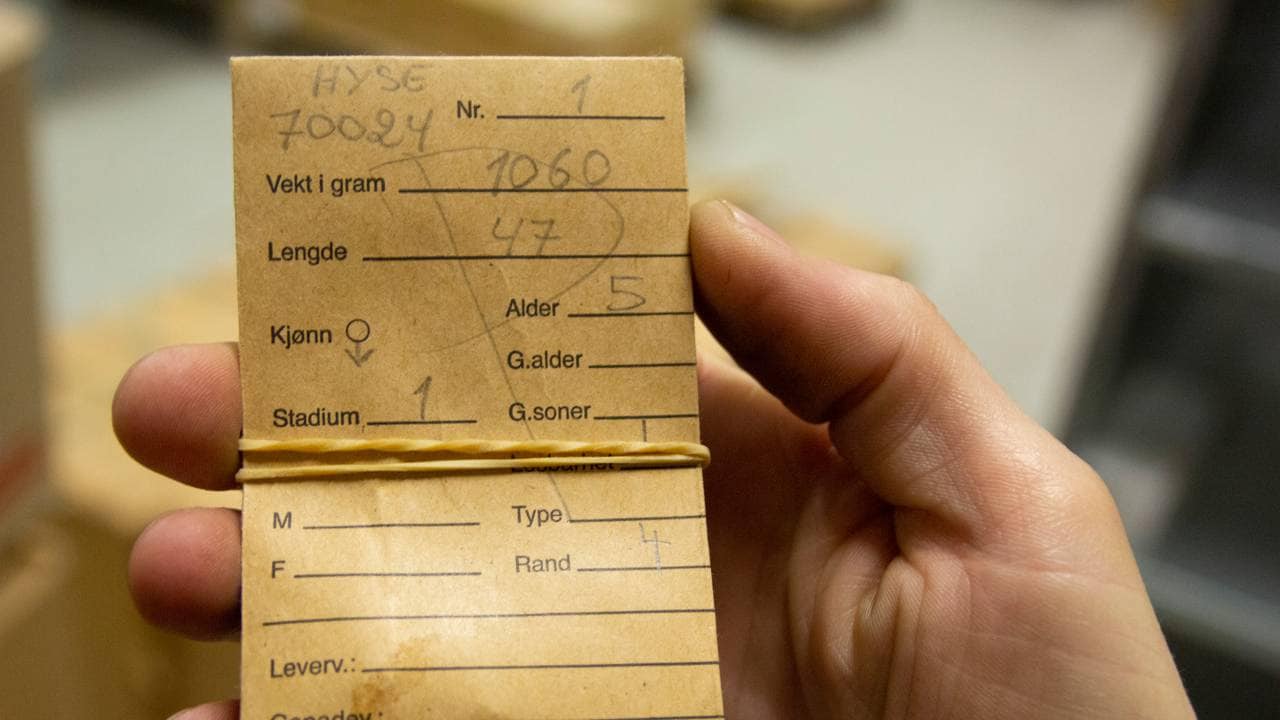 HYSE
70024 Nr. 1
Vekt i gram 1060
Lengde 47
Alder 5
Kjønn ♀
G.alder
Stadium 1 G.soner
M Type
F Rand 4
Leverv.: